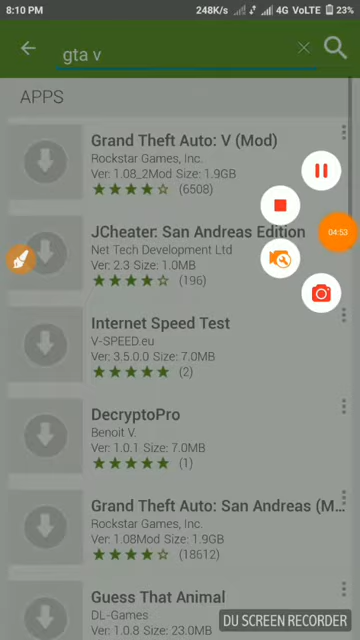 8:10 PM 248K/s 4G VoLTE 23%
gta v
APPS
Grand Theft Auto: V (Mod)
Rockstar Games, Inc.
Ver: 1.08_2Mod Size: 1.9GB
(6508)
JCheater: San Andreas Edition
Net Tech Development Ltd
Ver: 2.3 Size: 1.0MB
(196)
04:53
Internet Speed Test
V-SPEED.eu
Ver: 3.5.0.0 Size: 7.0MB
(2)
DecryptoPro
Benoit V.
Ver: 1.0.1 Size: 7.0MB
(1)
Grand Theft Auto: San Andreas (M...
Rockstar Games, Inc.
Ver: 1.08Mod Size: 1.9GB
(18612)
Guess That Animal
DL-Games
Ver: 1.0.8 Size: 23.0MB
DU SCREEN RECORDER